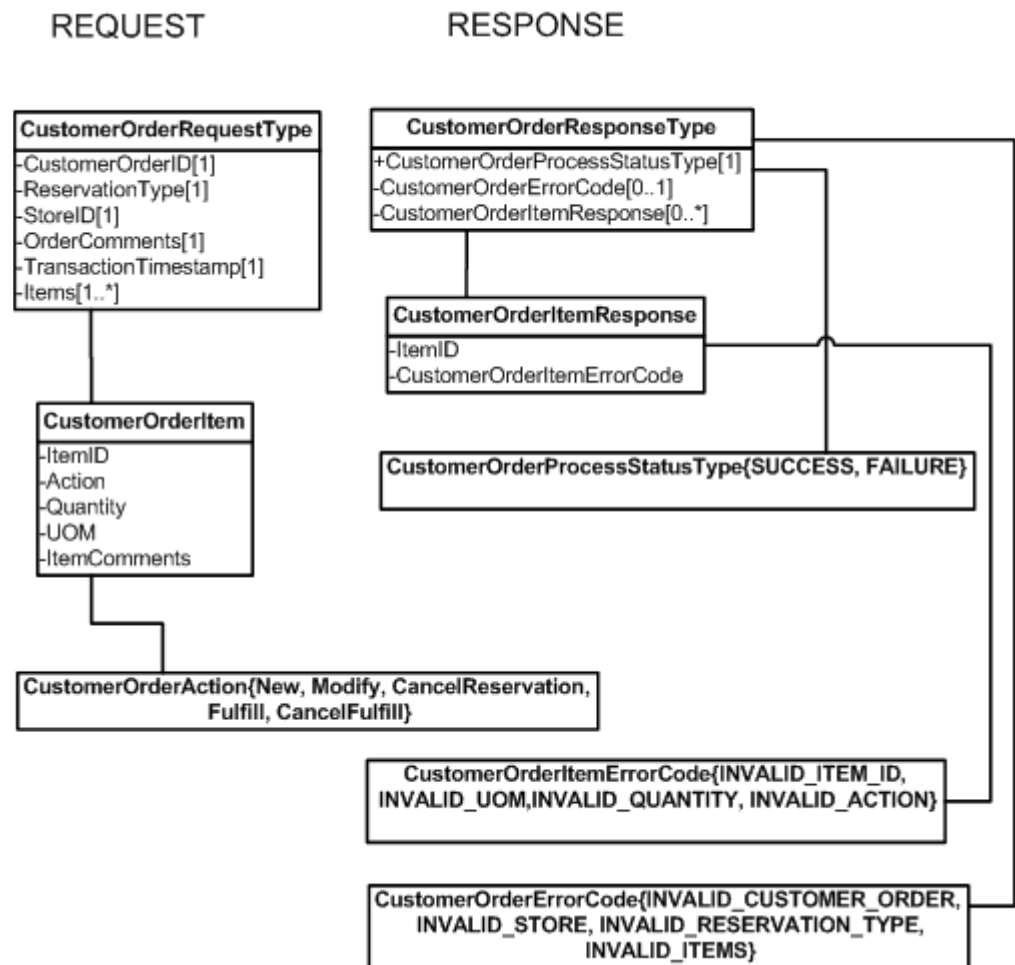 REQUEST
RESPONSE
CustomerOrderRequestType
-CustomerOrderID[1]
-ReservationType[1]
-StoreID[1]
-OrderComments[1]
-TransactionTimestamp[1]
-Items[1..*]
CustomerOrderResponseType
+CustomerOrderProcessStatusType[1]
-CustomerOrderErrorCode[0..1]
-CustomerOrderItemResponse[0..*]
CustomerOrderItemResponse
-ItemID
-CustomerOrderItemErrorCode
CustomerOrderItem
-ItemID
-Action
-Quantity
-UOM
-ItemComments
CustomerOrderProcessStatusType{SUCCESS, FAILURE}
CustomerOrderAction{New, Modify, CancelReservation,
Fulfill, CancelFulfill}
CustomerOrderItemErrorCode{INVALID_ITEM_ID,
INVALID_UOM,INVALID_QUANTITY, INVALID_ACTION}
CustomerOrderErrorCode{INVALID_CUSTOMER_ORDER,
INVALID_STORE, INVALID_RESERVATION_TYPE,
INVALID_ITEMS}